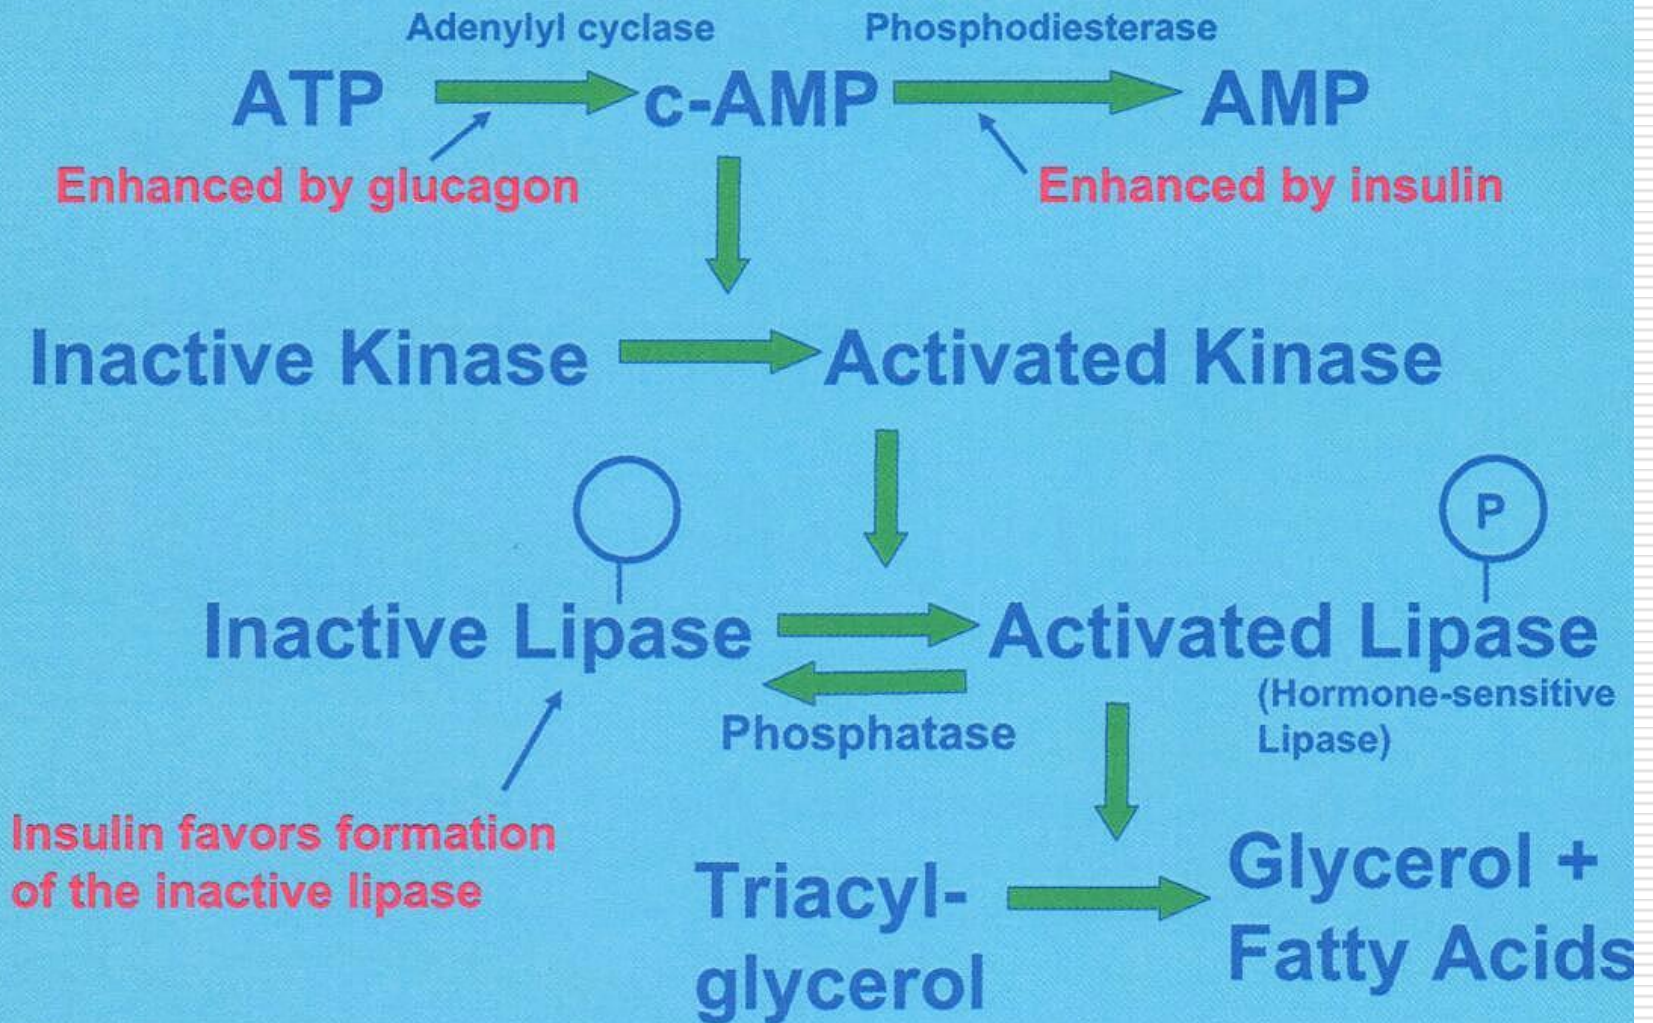 Adenylyl cyclase
Phosphodiesterase
ATP
c-AMP
AMP
Enhanced by glucagon
Enhanced by insulin
Inactive Kinase
Activated Kinase
P
Inactive Lipase
Activated Lipase
(Hormone-sensitive
Lipase)
Phosphatase
Insulin favors formation
of the inactive lipase
Triacyl-
glycerol
Glycerol +
Fatty Acids